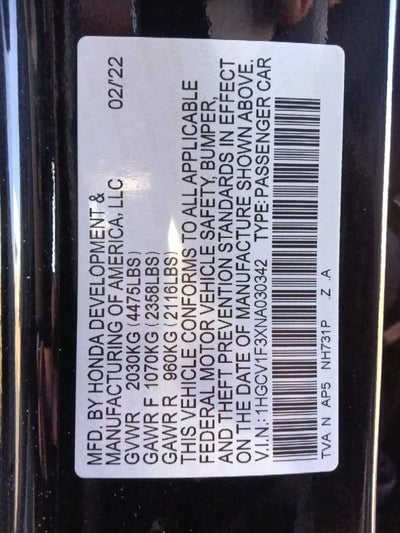 MFD. BY HONDA DEVELOPMENT & 02/'22
MANUFACTURING OF AMERICA, LLC
GVWR 2030KG (4475LBS)
GAWR F 1070KG (2358LBS)
GAWR R 960KG (2116LBS)
THIS VEHICLE CONFORMS TO ALL APPLICABLE
FEDERAL MOTOR VEHICLE SAFETY, BUMPER,
AND THEFT PREVENTION STANDARDS IN EFFECT
ON THE DATE OF MANUFACTURE SHOWN ABOVE.
V.I.N.: 1HGCV1F3XNA030342 TYPE: PASSENGER CAR
TVA N AP5 NH731P .Z .A